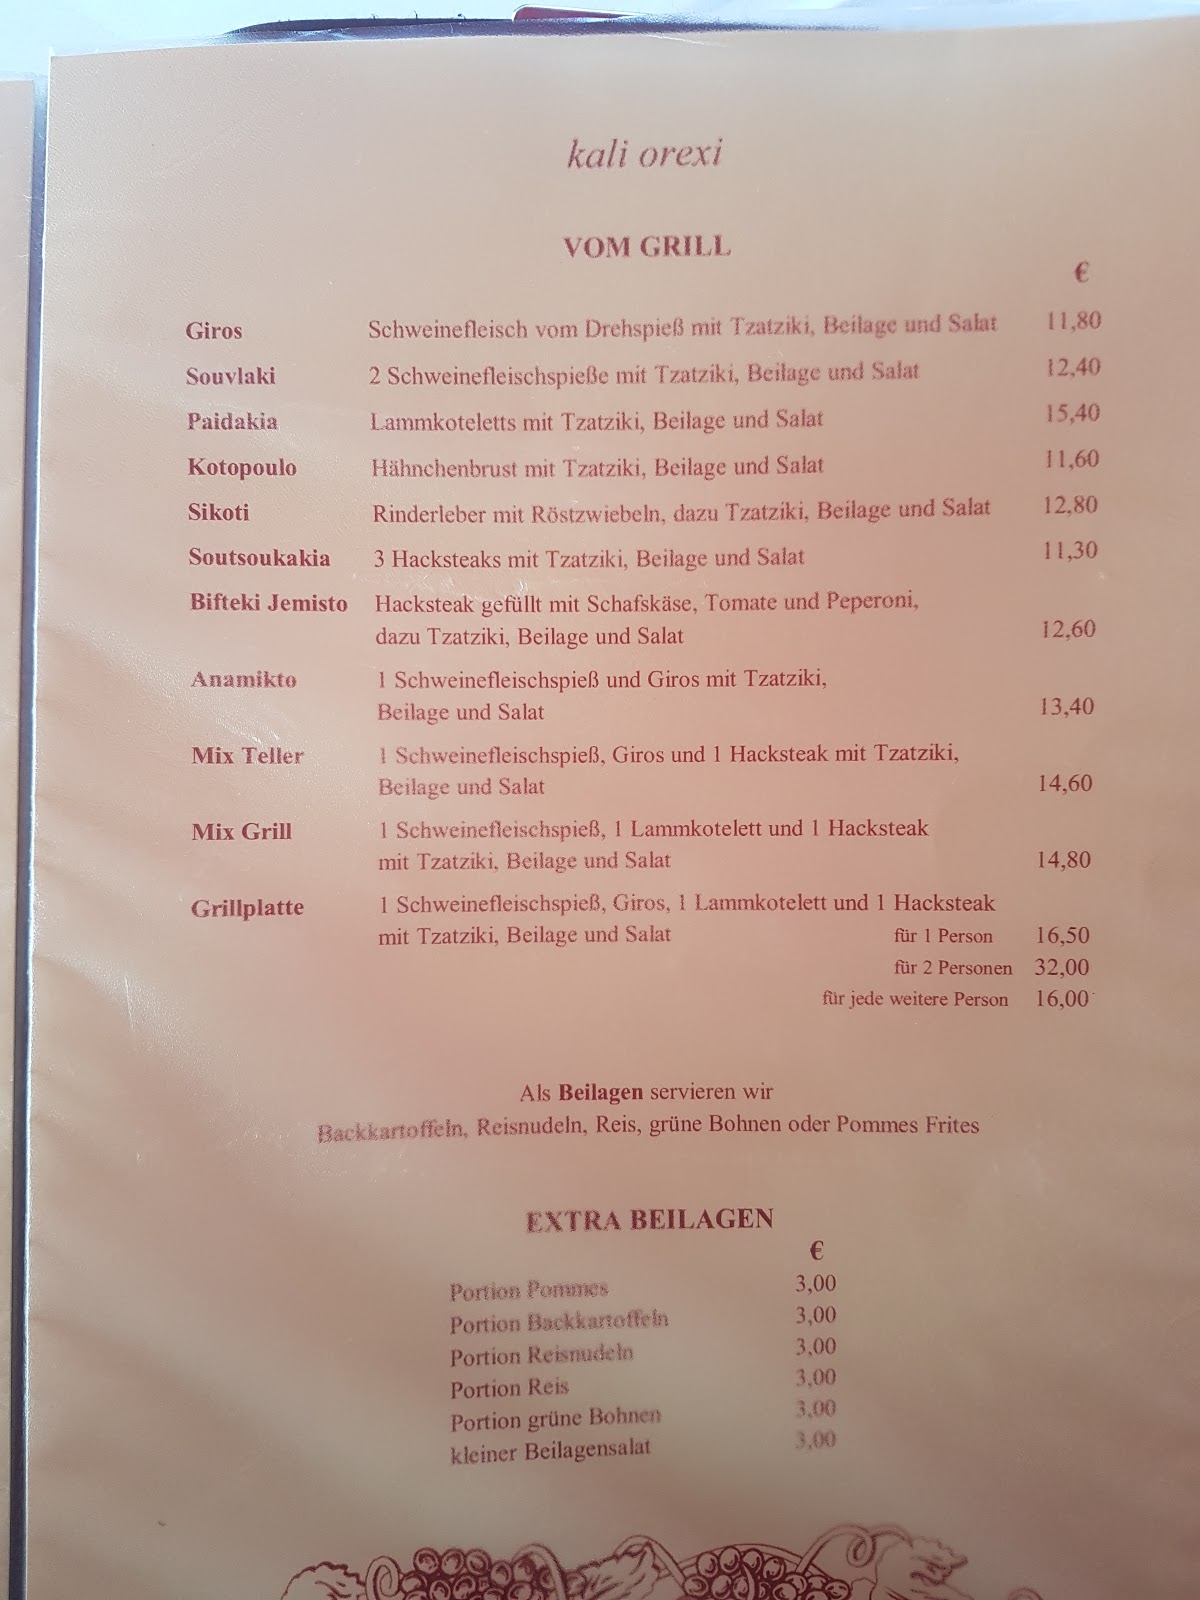 kali orexi
VOM GRILL
€
Giros Schweinefleisch vom Drehspieß mit Tzatziki, Beilage und Salat 11,80
Souvlaki 2 Schweinefleischspieße mit Tzatziki, Beilage und Salat 12,40
Paidakia Lammkoteletts mit Tzatziki, Beilage und Salat 15,40
Kotopoulo Hähnchenbrust mit Tzatziki, Beilage und Salat 11,60
Sikoti Rinderleber mit Röstzwiebeln, dazu Tzatziki, Beilage und Salat 12,80
Soutsoukakia 3 Hacksteaks mit Tzatziki, Beilage und Salat 11,30
Bifteki Jemisto Hacksteak gefüllt mit Schafskäse, Tomate und Peperoni,
dazu Tzatziki, Beilage und Salat 12,60
Anamikto 1 Schweinefleischspieß und Giros mit Tzatziki,
Beilage und Salat 13,40
Mix Teller 1 Schweinefleischspieß, Giros und 1 Hacksteak mit Tzatziki,
Beilage und Salat 14,60
Mix Grill 1 Schweinefleischspieß, 1 Lammkotelett und 1 Hacksteak
mit Tzatziki, Beilage und Salat 14,80
Grillplatte 1 Schweinefleischspieß, Giros, 1 Lammkotelett und 1 Hacksteak
mit Tzatziki, Beilage und Salat für 1 Person 16,50
für 2 Personen 32,00
für jede weitere Person 16,00
Als Beilagen servieren wir
Backkartoffeln, Reisnudeln, Reis, grüne Bohnen oder Pommes Frites
EXTRA BEILAGEN
€
Portion Pommes 3,00
Portion Backkartoffeln 3,00
Portion Reisnudeln 3,00
Portion Reis 3,00
Portion grüne Bohnen 3,00
kleiner Beilagensalat 3,00